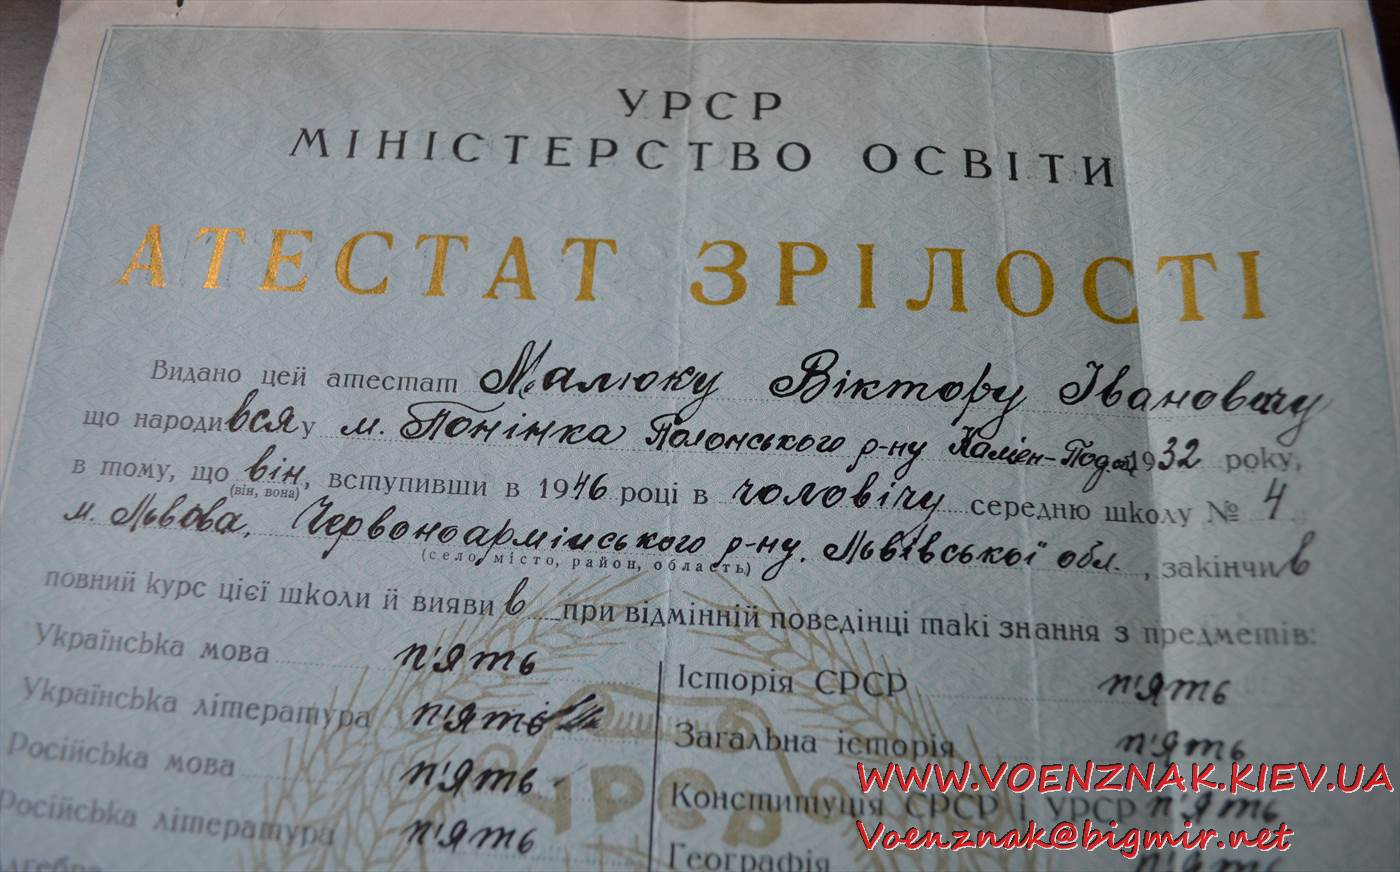 УРСР
МІНІСТЕРСТВО ОСВІТИ
АТЕСТАТ ЗРІЛОСТІ
Видано цей атестат Малюку Віктору Івановичу
що народився у м. Понінка Полонського р-ну Камен-Под. обл 1932 року,
в тому, що він, вступивши в 1946 році в чоловічу середню школу № 4
(він, вона)
м. Львова, Червоноармійського р-ну, Львівської обл., закінчив
(село, місто, район, область)
повний курс цієї школи й виявив при відмінній поведінці такі знання з предметів:
Українська мова п'ять
Українська література п'ять
Російська мова п'ять
Російська література п'ять
Алгебра
Історія СРСР п'ять
Загальна історія п'ять
Конституція СРСР і УРСР п'ять
Географія п'ять
УРСР
WWW.VOENZNAK.KIEV.UA
Voenznak@bigmir.net